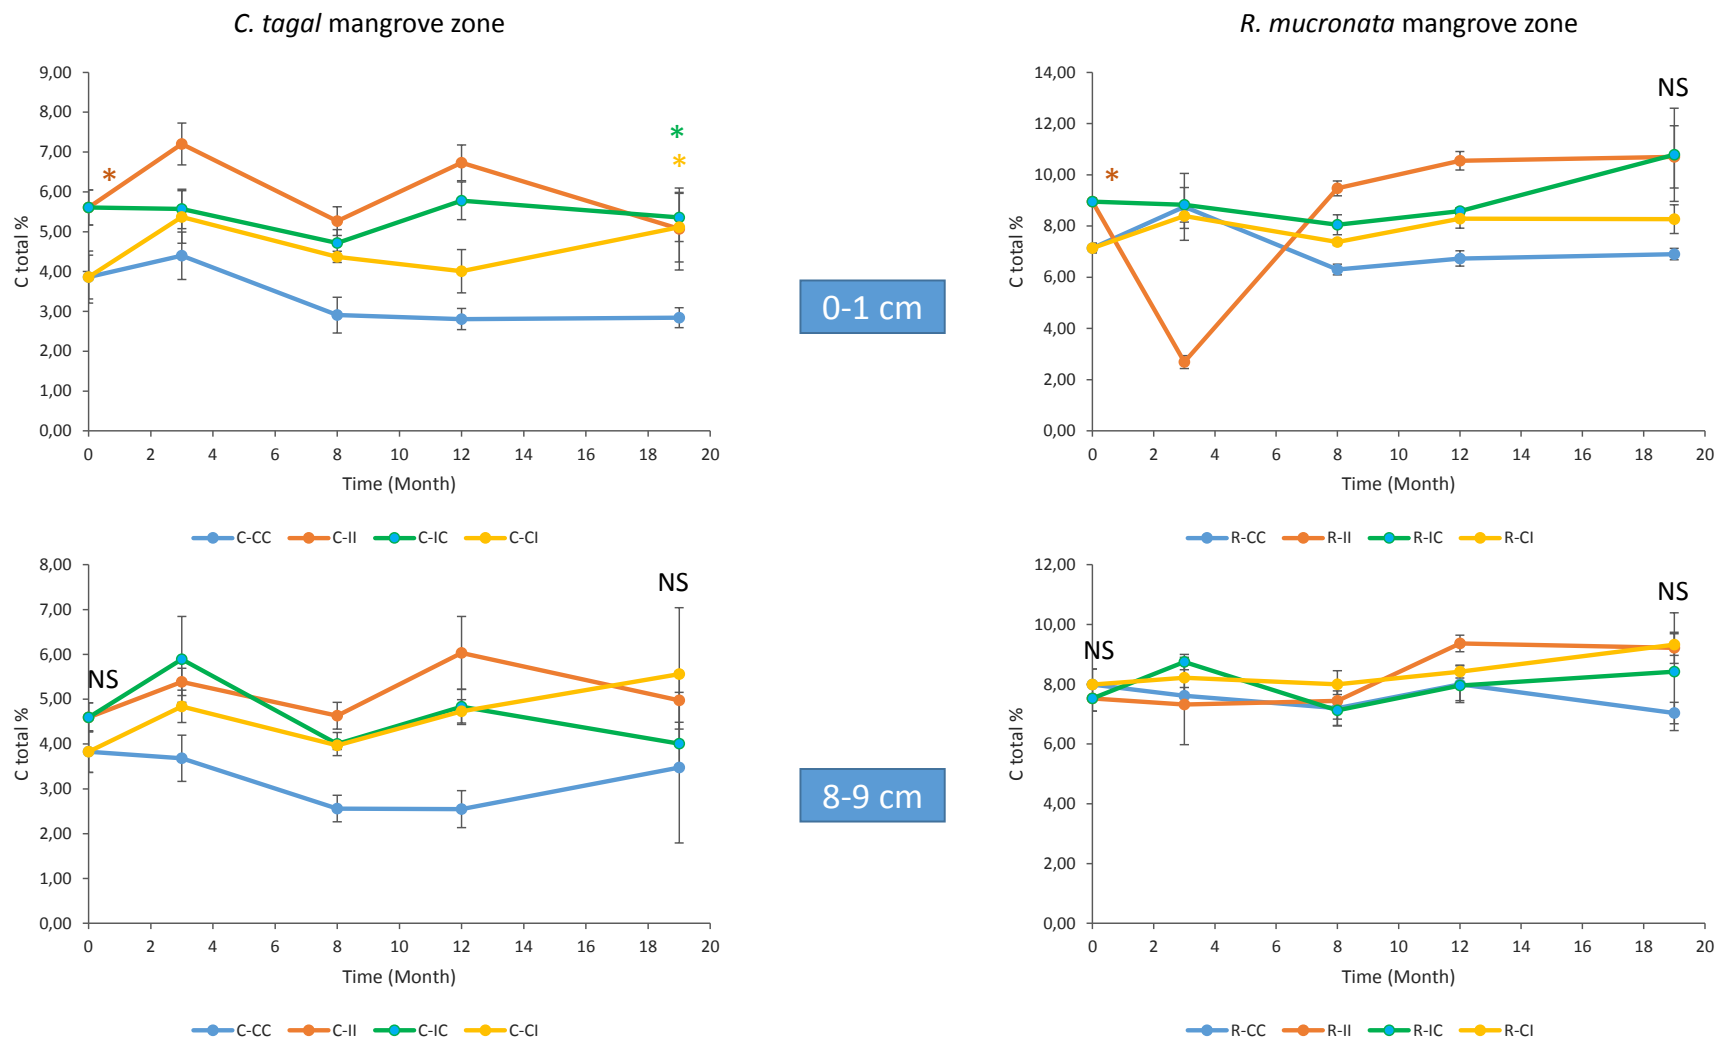 C. tagal mangrove zone
9,00
8,00
7,00
6,00
5,00
4,00
3,00
2,00
1,00
0,00
C total %
*
*
*
0 2 4 6 8 10 12 14 16 18 20
Time (Month)
C-CC C-II C-IC C-CI
R. mucronata mangrove zone
14,00
12,00
10,00
8,00
6,00
4,00
2,00
0,00
C total %
*
NS
0 2 4 6 8 10 12 14 16 18 20
Time (Month)
R-CC R-II R-IC R-CI
0-1 cm
8,00
7,00
6,00
5,00
4,00
3,00
2,00
1,00
0,00
C total %
NS
NS
0 2 4 6 8 10 12 14 16 18 20
Time (Month)
C-CC C-II C-IC C-CI
8-9 cm
12,00
10,00
8,00
6,00
4,00
2,00
0,00
C total %
NS
NS
0 2 4 6 8 10 12 14 16 18 20
Time (Month)
R-CC R-II R-IC R-CI